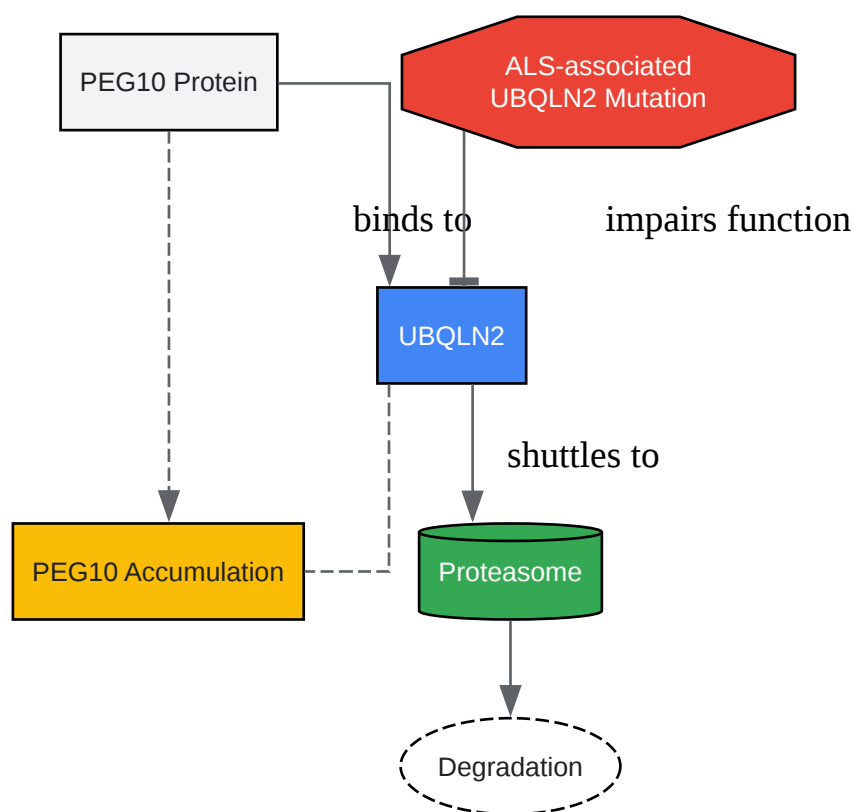 PEG10 Protein
ALS-associated
UBQLN2 Mutation
binds to
impairs function
UBQLN2
shuttles to
PEG10 Accumulation
Proteasome
Degradation